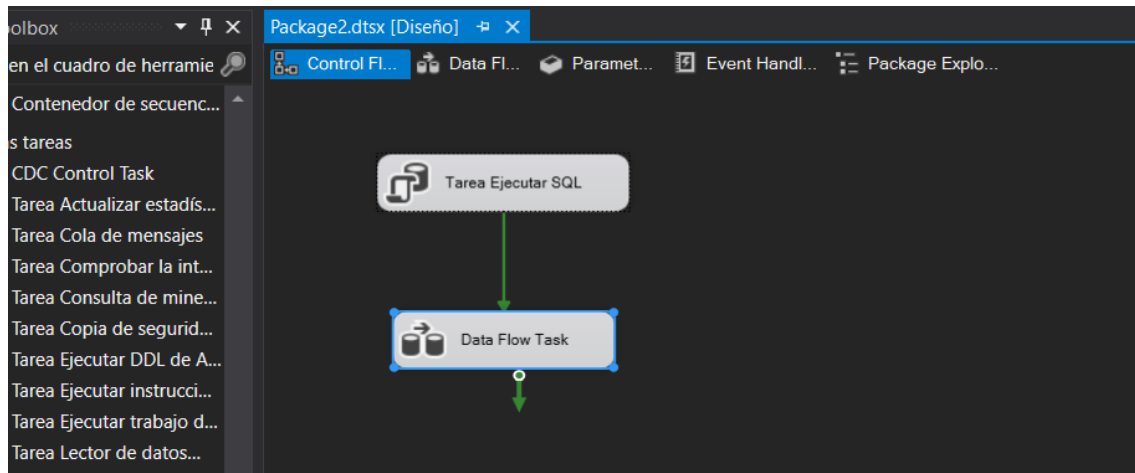 oolbox
Package2.dtsx [Diseño]
en el cuadro de herramie
Control Fl... Data Fl... Paramet... Event Handl... Package Explo...
Contenedor de secuenc...
s tareas
CDC Control Task
Tarea Actualizar estadís...
Tarea Cola de mensajes
Tarea Comprobar la int...
Tarea Consulta de mine...
Tarea Copia de segurid...
Tarea Ejecutar DDL de A...
Tarea Ejecutar instrucci...
Tarea Ejecutar trabajo d...
Tarea Lector de datos...
Tarea Ejecutar SQL
Data Flow Task